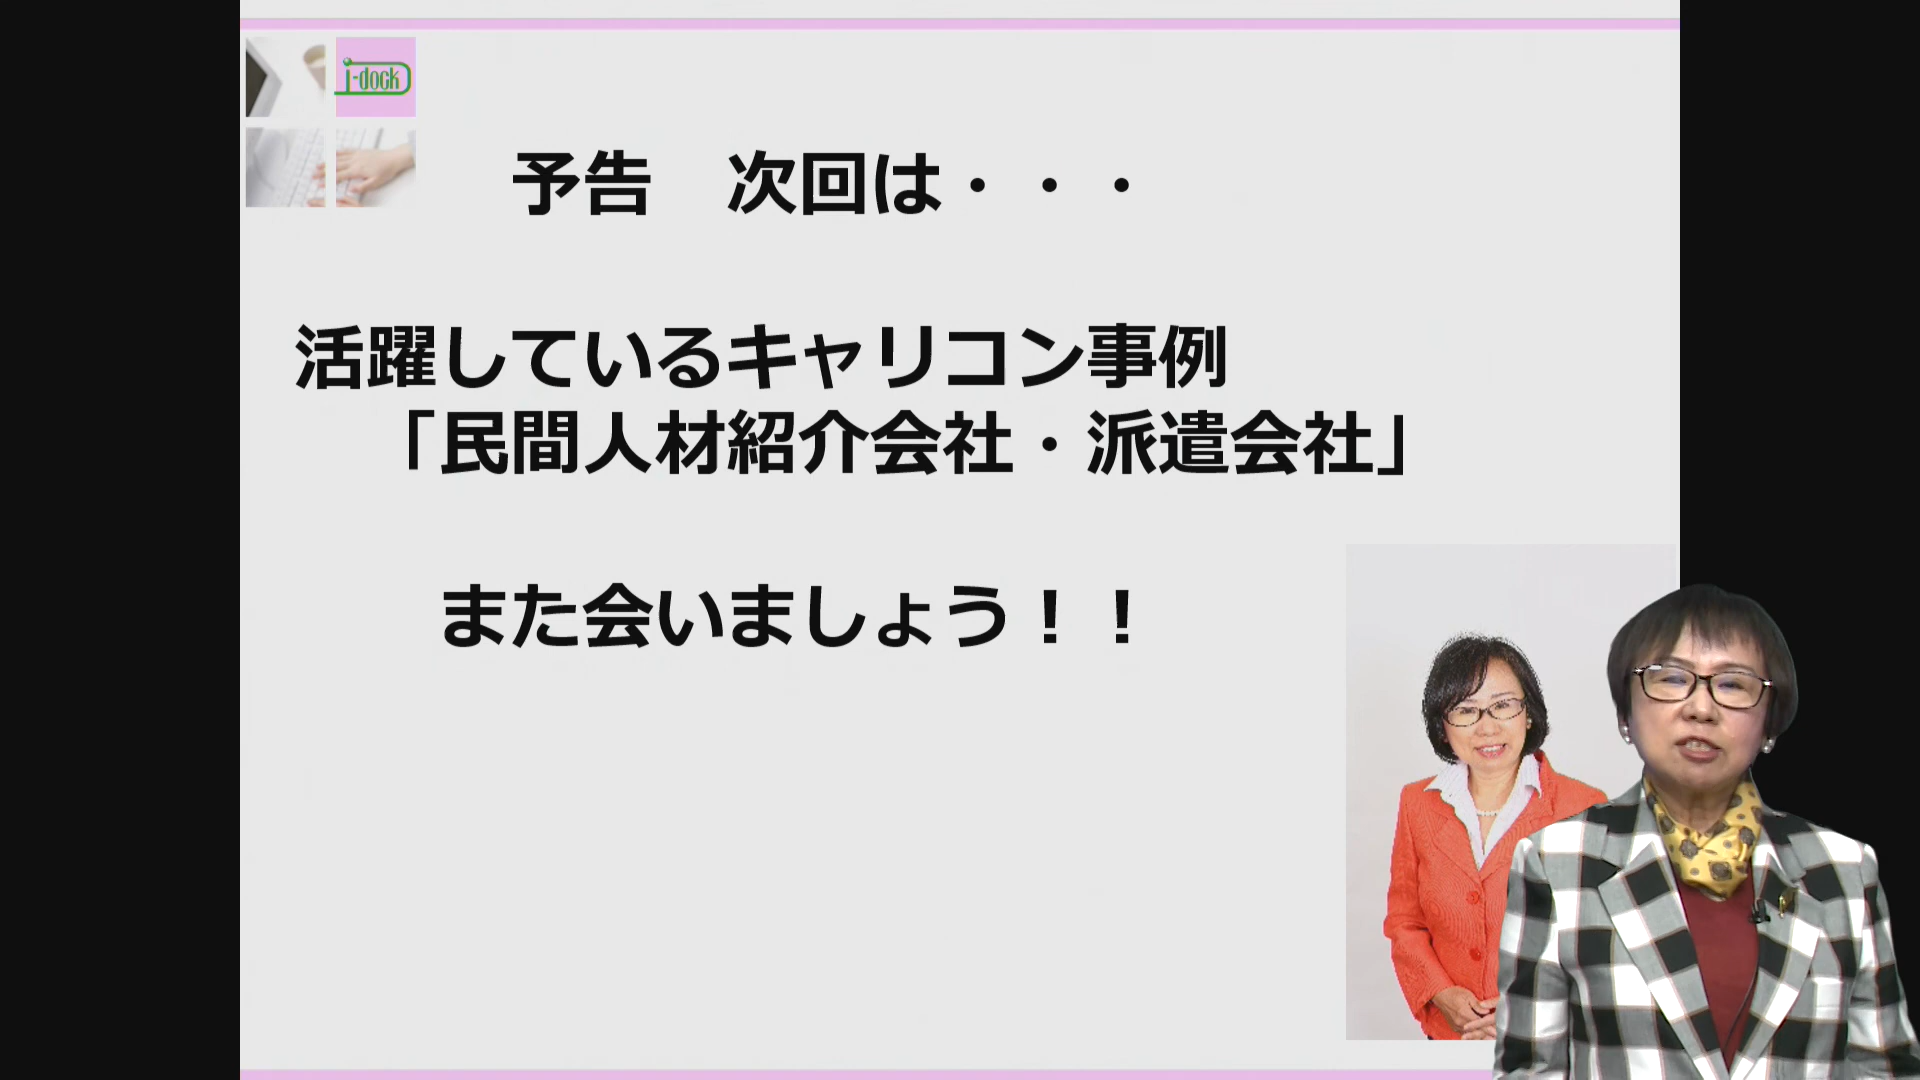 i-dock
予告　次回は・・・
活躍しているキャリコン事例
「民間人材紹介会社・派遣会社」
また会いましょう！！